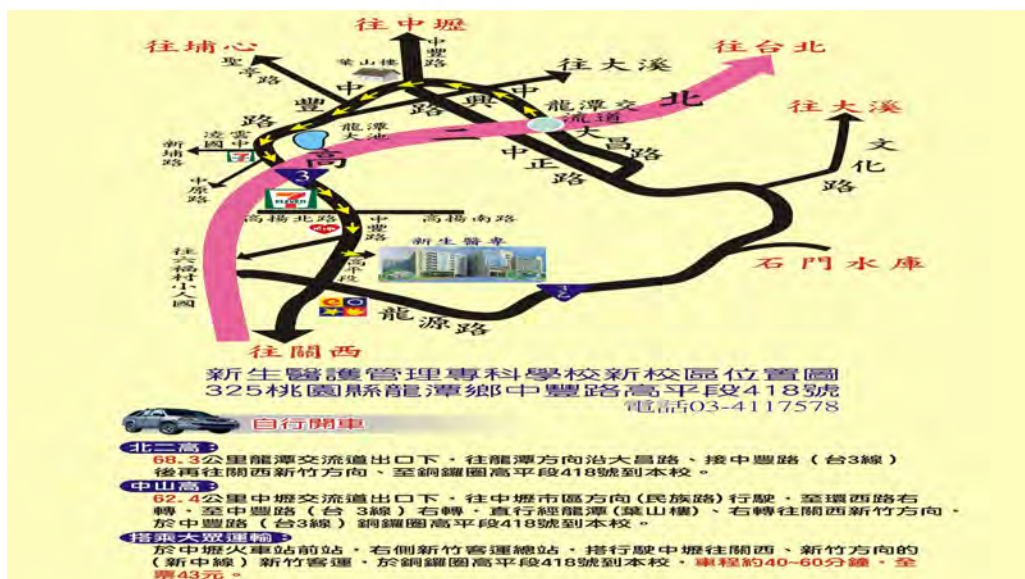 往中壢
往埔心
往台北
中豐路
聖亭路
葉山樓
往大溪
往大溪
中豐路
中興路
龍潭交流道
北二高
凌雲國中
龍潭大池
大昌路
文化路
新埔路
中正路
中原路
3
7
ELEVEN
高楊北路
高楊南路
中豐路
新生醫專
高平段
往六福村小人國
石門水庫
3乙
龍源路
往關西
新生醫護管理專科學校新校區位置圖
325桃園縣龍潭鄉中豐路高平段418號
電話03-4117578
自行開車
北二高：
68.3公里龍潭交流道出口下，往龍潭方向沿大昌路、接中豐路（台3線）
後再往關西新竹方向、至銅鑼圈高平段418號到本校。
中山高：
62.4公里中壢交流道出口下，往中壢市區方向(民族路)行駛，至環西路右
轉，至中豐路（台 3線）右轉，直行經龍潭(葉山樓)、右轉往關西新竹方向，
於中豐路（台3線）銅鑼圈高平段418號到本校。
搭乘大眾運輸：
於中壢火車站前站，右側新竹客運總站，搭行駛中壢往關西、新竹方向的
（新中線）新竹客運，於銅鑼圈高平段418號到本校，車程約40~60分鐘，全
票43元。